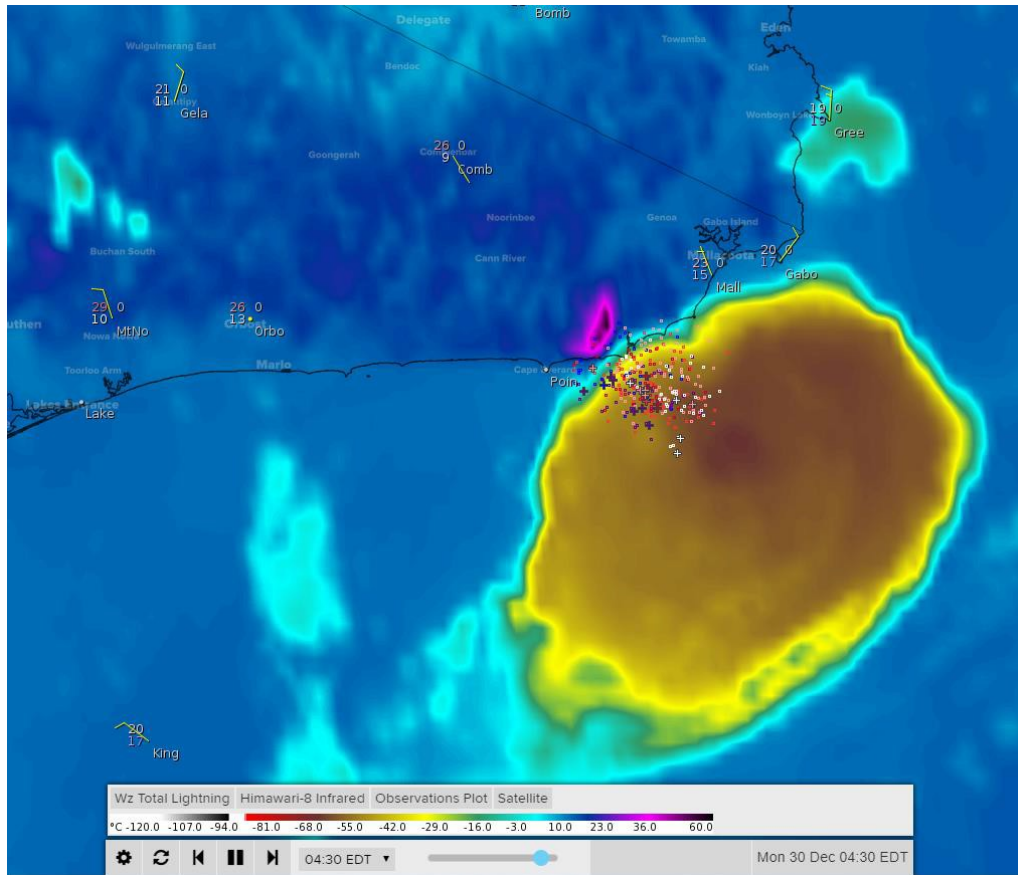 Bomb
Delegate
Eden
Towamba
Wulgulmerang East
Bendoc
Kiah
21 0
11
Gela
19 0
19
Wonboyn Lake
Gree
26 0
9
Comb
Goongerah
Noorinbee
Genoa
Gabo Island
Buchan South
Cann River
Mallacoota
23 0
15
Mall
20 0
17
Gabo
29 0
10
MtNo
Nowa Nowa
26 0
13
Orbo
Marlo
Toorloo Arm
Poin
Lakes Entrance
Lake
20
17
King
Wz Total Lightning Himawari-8 Infrared Observations Plot Satellite
°C -120.0 -107.0 -94.0 -81.0 -68.0 -55.0 -42.0 -29.0 -16.0 -3.0 10.0 23.0 36.0 60.0
04:30 EDT Mon 30 Dec 04:30 EDT